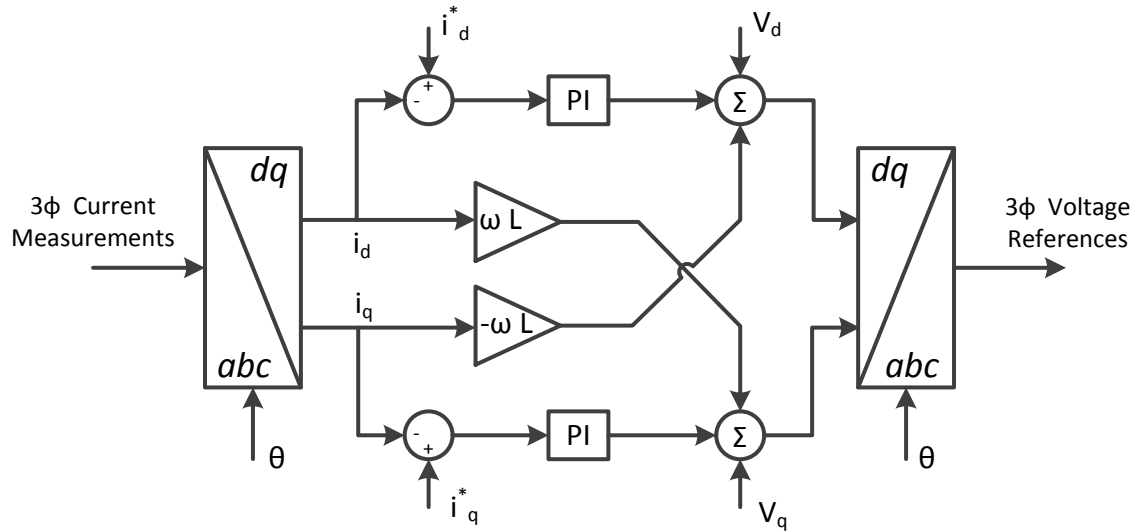 i*d
Vd
- +
PI
Σ
dq
abc
3ϕ Current
Measurements
id
iq
ω L
-ω L
dq
abc
3ϕ Voltage
References
- +
PI
Σ
θ
i*q
Vq
θ